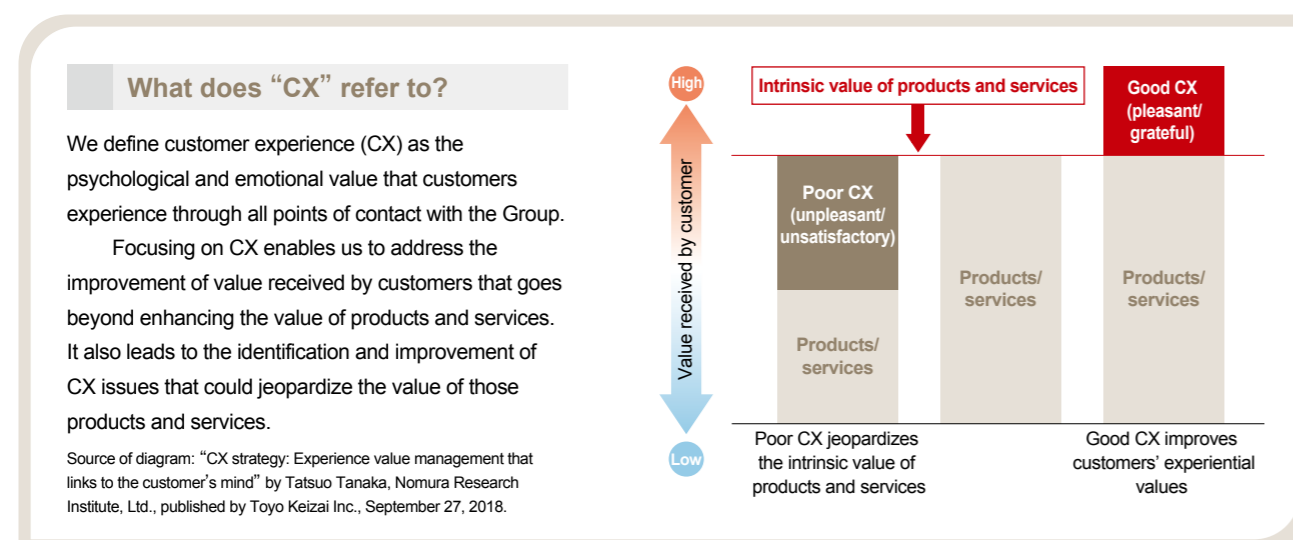 What does “CX” refer to?
We define customer experience (CX) as the
psychological and emotional value that customers
experience through all points of contact with the Group.
Focusing on CX enables us to address the
improvement of value received by customers that goes
beyond enhancing the value of products and services.
It also leads to the identification and improvement of
CX issues that could jeopardize the value of those
products and services.
Source of diagram: “CX strategy: Experience value management that
links to the customer’s mind” by Tatsuo Tanaka, Nomura Research
Institute, Ltd., published by Toyo Keizai Inc., September 27, 2018.
High
Value received by customer
Low
Intrinsic value of products and services
Poor CX
(unpleasant/
unsatisfactory)
Products/
services
Products/
services
Good CX
(pleasant/
grateful)
Products/
services
Poor CX jeopardizes
the intrinsic value of
products and services
Good CX improves
customers’ experiential
values